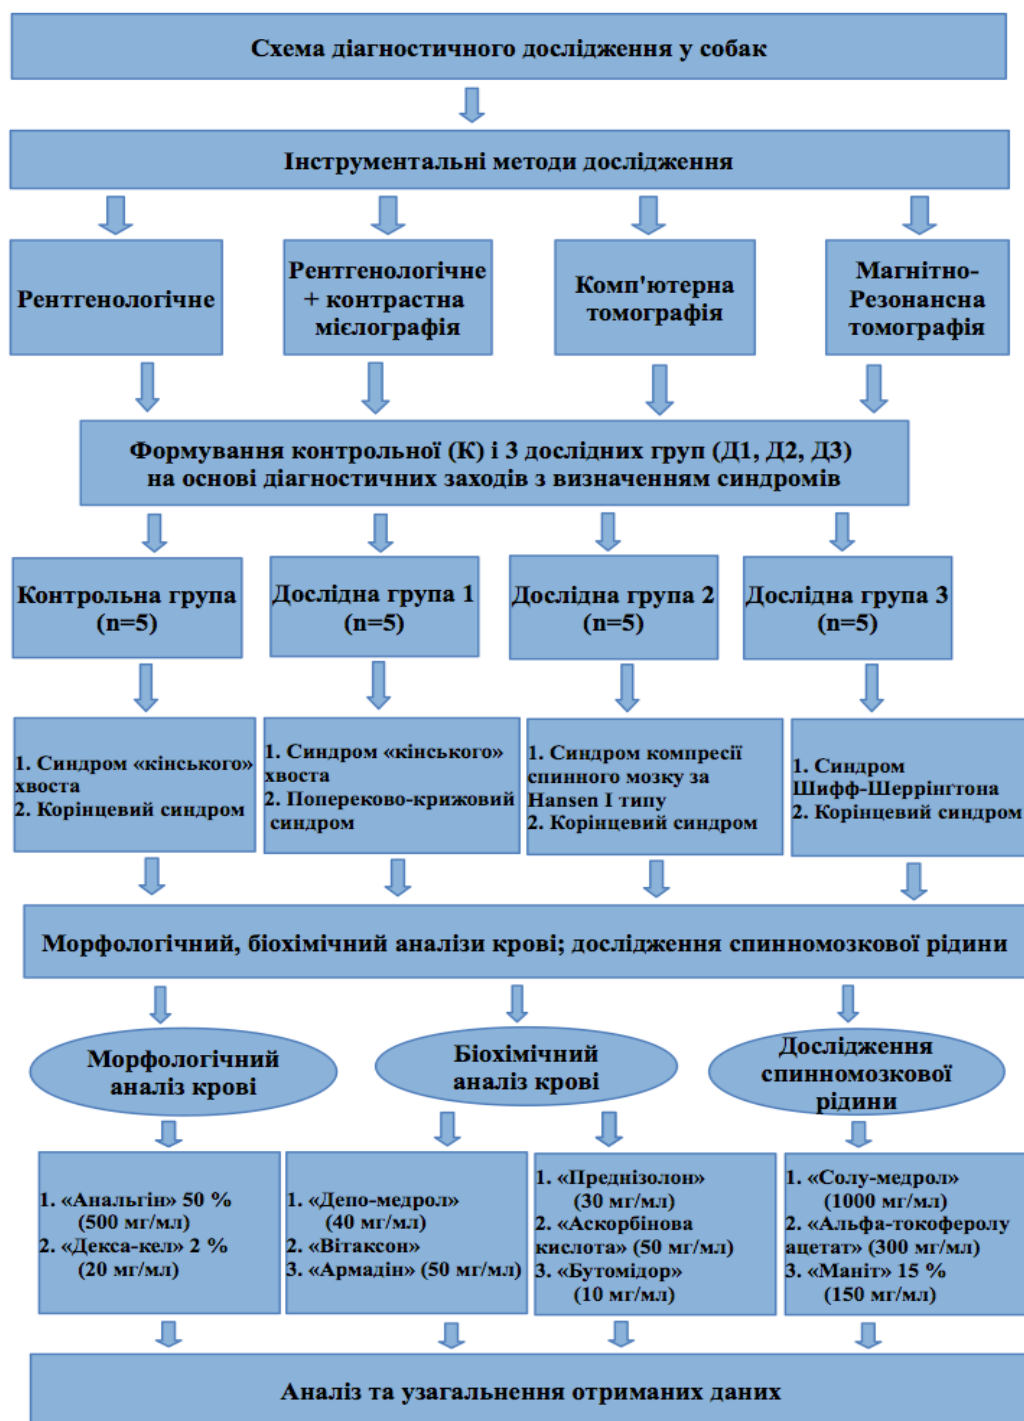 Схема діагностичного дослідження у собак
Інструментальні методи дослідження
Рентгенологічне
Рентгенологічне
+ контрастна
мієлографія
Комп'ютерна
томографія
Магнітно-
Резонансна
томографія
Формування контрольної (К) і 3 дослідних груп (Д1, Д2, Д3)
на основі діагностичних заходів з визначенням синдромів
Контрольна група
(n=5)
Дослідна група 1
(n=5)
Дослідна група 2
(n=5)
Дослідна група 3
(n=5)
1. Синдром «кінського»
хвоста
2. Корінцевий синдром
1. Синдром «кінського»
хвоста
2. Попереково-крижовий
синдром
1. Синдром компресії
спинного мозку за
Hansen I типу
2. Корінцевий синдром
1. Синдром
Шифф-Шеррінґтона
2. Корінцевий синдром
Морфологічний, біохімічний аналізи крові; дослідження спинномозкової рідини
Морфологічний
аналіз крові
Біохімічний
аналіз крові
Дослідження
спинномозкової
рідини
1. «Анальгін» 50 %
(500 мг/мл)
2. «Декса-кел» 2 %
(20 мг/мл)
1. «Депо-медрол»
(40 мг/мл)
2. «Вітаксон»
3. «Армадін» (50 мг/мл)
1. «Преднізолон»
(30 мг/мл)
2. «Аскорбінова
кислота» (50 мг/мл)
3. «Бутомідор»
(10 мг/мл)
1. «Солу-медрол»
(1000 мг/мл)
2. «Альфа-токоферолу
ацетат» (300 мг/мл)
3. «Маніт» 15 %
(150 мг/мл)
Аналіз та узагальнення отриманих даних